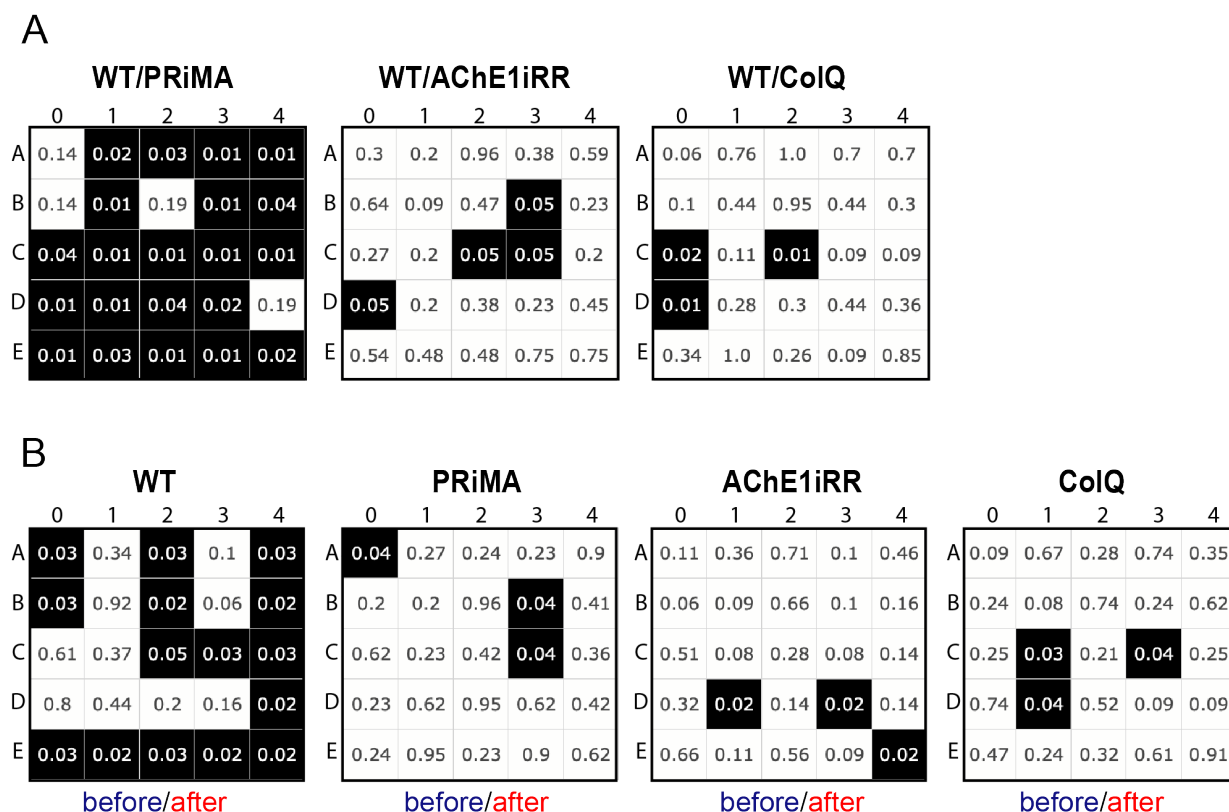 A
WT/PRiMA WT/AChE1iRR WT/ColQ
0 1 2 3 4 0 1 2 3 4 0 1 2 3 4
A 0.14 0.02 0.03 0.01 0.01 A 0.3 0.2 0.96 0.38 0.59 A 0.06 0.76 1.0 0.7 0.7
B 0.14 0.01 0.19 0.01 0.04 B 0.64 0.09 0.47 0.05 0.23 B 0.1 0.44 0.95 0.44 0.3
C 0.04 0.01 0.01 0.01 0.01 C 0.27 0.2 0.05 0.05 0.2 C 0.02 0.11 0.01 0.09 0.09
D 0.01 0.01 0.04 0.02 0.19 D 0.05 0.2 0.38 0.23 0.45 D 0.01 0.28 0.3 0.44 0.36
E 0.01 0.03 0.01 0.01 0.02 E 0.54 0.48 0.48 0.75 0.75 E 0.34 1.0 0.26 0.09 0.85
B
WT PRiMA AChE1iRR ColQ
0 1 2 3 4 0 1 2 3 4 0 1 2 3 4 0 1 2 3 4
A 0.03 0.34 0.03 0.1 0.03 A 0.04 0.27 0.24 0.23 0.9 A 0.11 0.36 0.71 0.1 0.46 A 0.09 0.67 0.28 0.74 0.35
B 0.03 0.92 0.02 0.06 0.02 B 0.2 0.2 0.96 0.04 0.41 B 0.06 0.09 0.66 0.1 0.16 B 0.24 0.08 0.74 0.24 0.62
C 0.61 0.37 0.05 0.03 0.03 C 0.62 0.23 0.42 0.04 0.36 C 0.51 0.08 0.28 0.08 0.14 C 0.25 0.03 0.21 0.04 0.25
D 0.8 0.44 0.2 0.16 0.02 D 0.23 0.62 0.95 0.62 0.42 D 0.32 0.02 0.14 0.02 0.14 D 0.74 0.04 0.52 0.09 0.09
E 0.03 0.02 0.03 0.02 0.02 E 0.24 0.95 0.23 0.9 0.62 E 0.66 0.11 0.56 0.09 0.02 E 0.47 0.24 0.32 0.61 0.91
before/after before/after before/after before/after